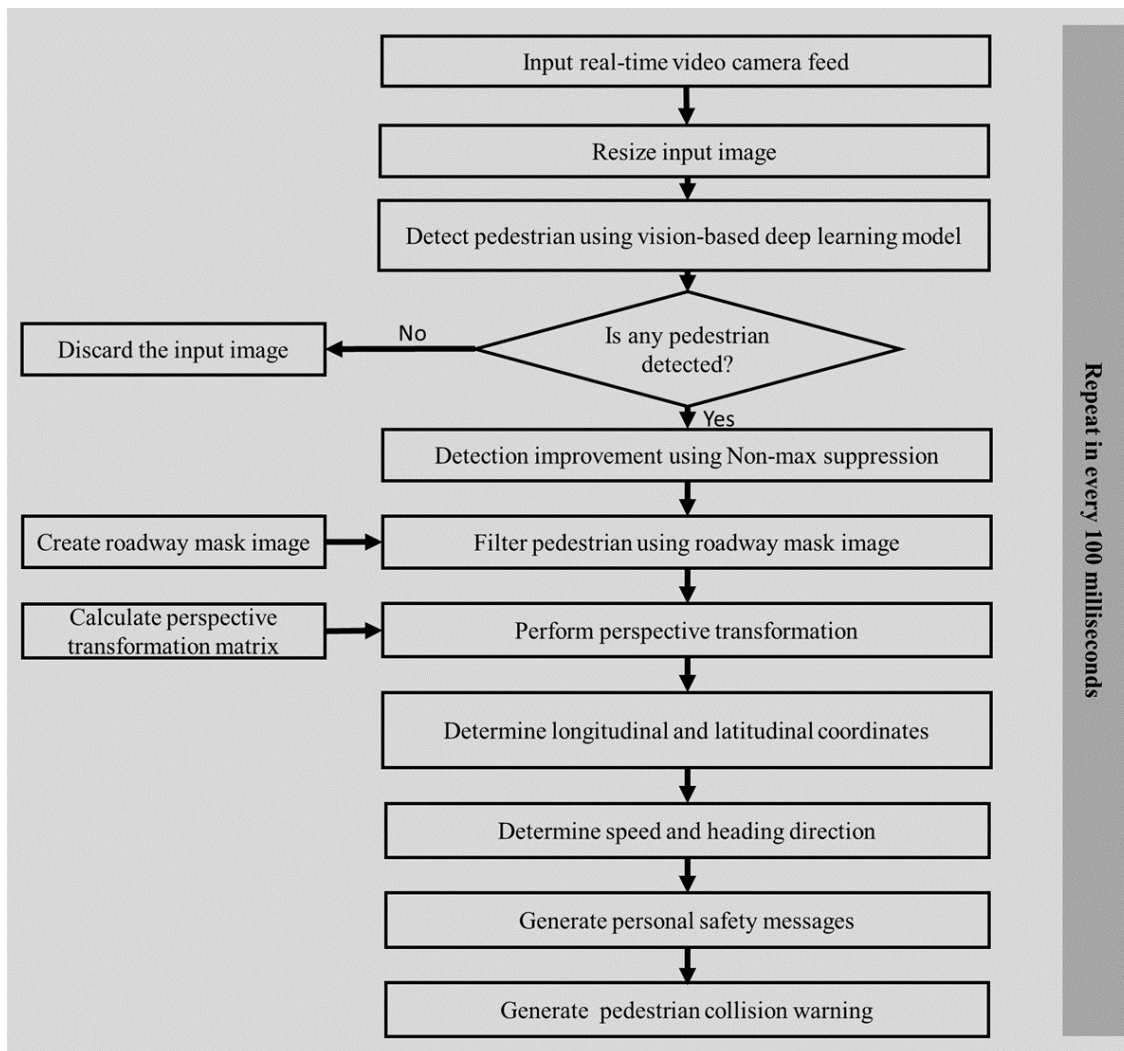 Input real-time video camera feed
Resize input image
Detect pedestrian using vision-based deep learning model
Is any pedestrian
detected?
No
Discard the input image
Yes
Detection improvement using Non-max suppression
Create roadway mask image
Filter pedestrian using roadway mask image
Calculate perspective
transformation matrix
Perform perspective transformation
Determine longitudinal and latitudinal coordinates
Determine speed and heading direction
Generate personal safety messages
Generate pedestrian collision warning
Repeat in every 100 milliseconds